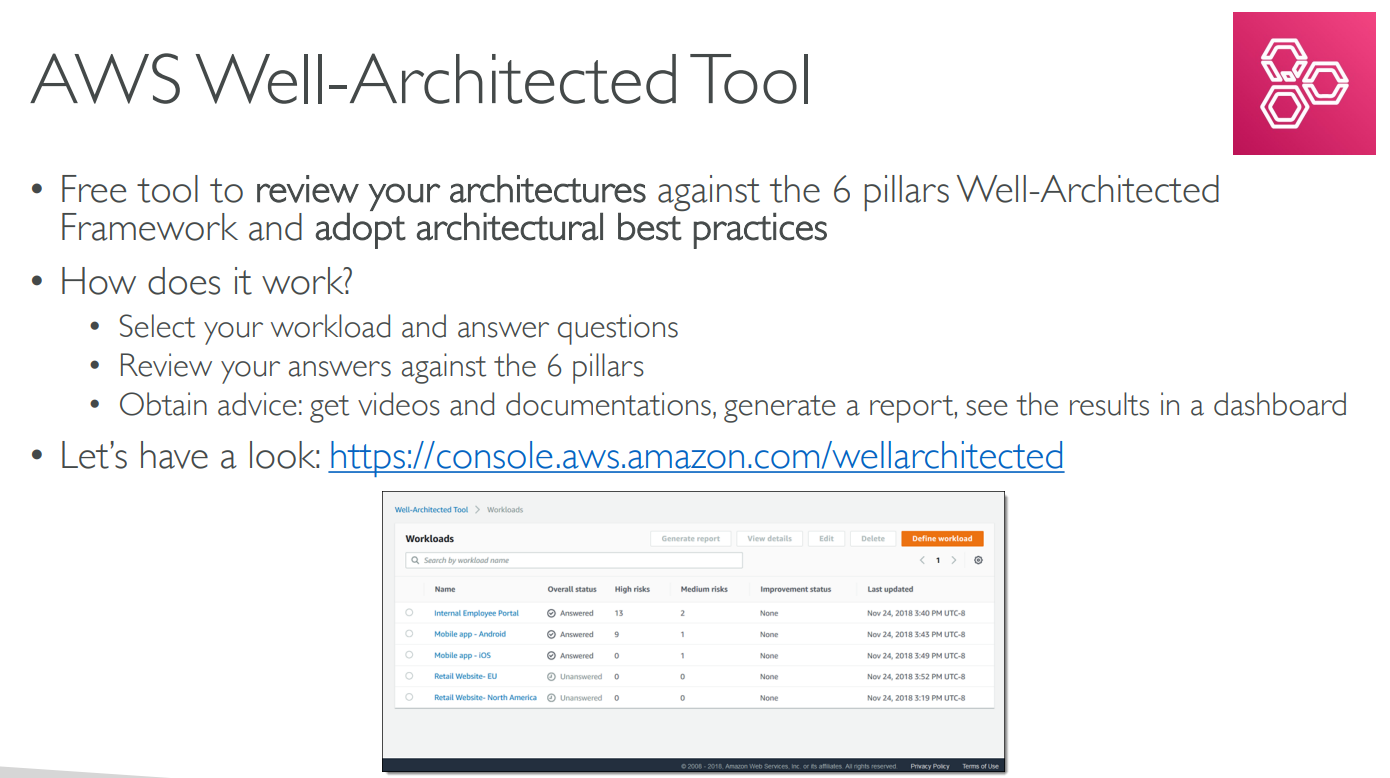 AWS Well-Architected Tool
• Free tool to review your architectures against the 6 pillars Well-Architected
Framework and adopt architectural best practices
• How does it work?
• Select your workload and answer questions
• Review your answers against the 6 pillars
• Obtain advice: get videos and documentations, generate a report, see the results in a dashboard
• Let's have a look: https://console.aws.amazon.com/wellarchitected
Well-Architected Tool > Workloads
Workloads Generate report View details Edit Delete Define workload
Search by workload name < 1 >
Name Overall status High risks Medium risks Improvement status Last updated
Internal Employee Portal Answered 13 2 None Nov 24, 2018 3:40 PM UTC-8
Mobile app - Android Answered 9 1 None Nov 24, 2018 3:43 PM UTC-8
Mobile app - iOS Answered 0 1 None Nov 24, 2018 3:49 PM UTC-8
Retail Website- EU Unanswered 0 0 None Nov 24, 2018 3:52 PM UTC-8
Retail Website- North America Unanswered 0 0 None Nov 24, 2018 3:19 PM UTC-8
© 2008 - 2018, Amazon Web Services, Inc. or its affiliates. All rights reserved. Privacy Policy Terms of Use